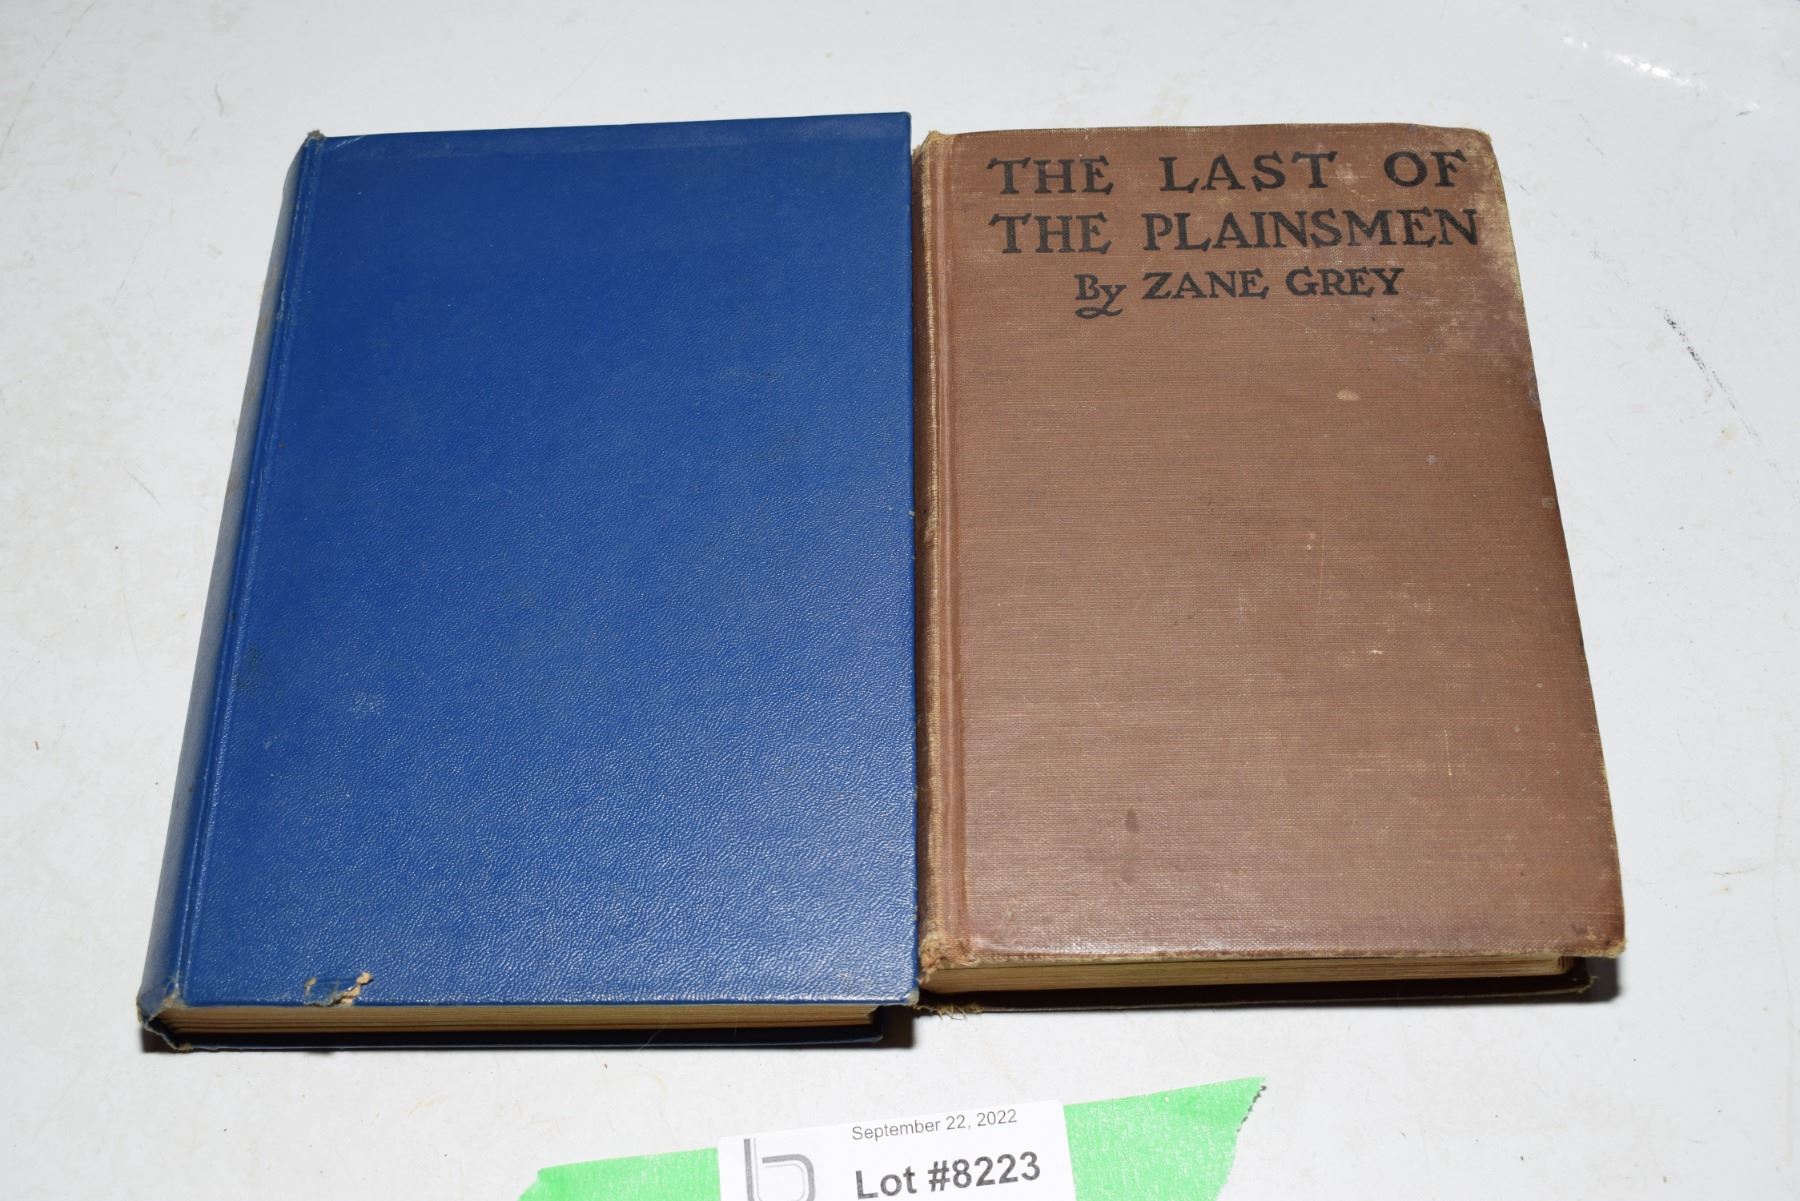 THE LAST OF
THE PLAINSMEN
By ZANE GREY
September 22, 2022
Lot #8223